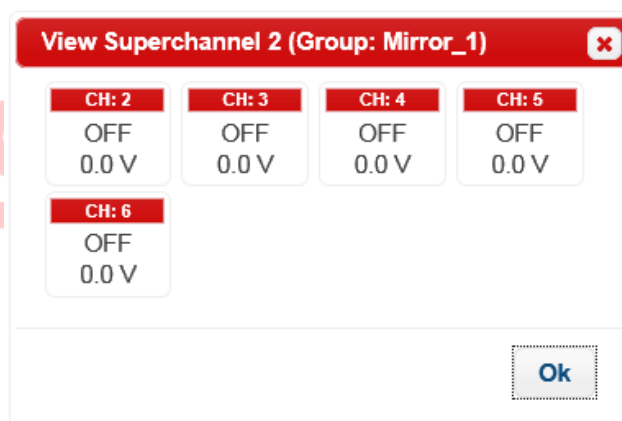 View Superchannel 2 (Group: Mirror_1)
CH: 2 CH: 3 CH: 4 CH: 5
OFF OFF OFF OFF
0.0 V 0.0 V 0.0 V 0.0 V
CH: 6
OFF
0.0 V
Ok